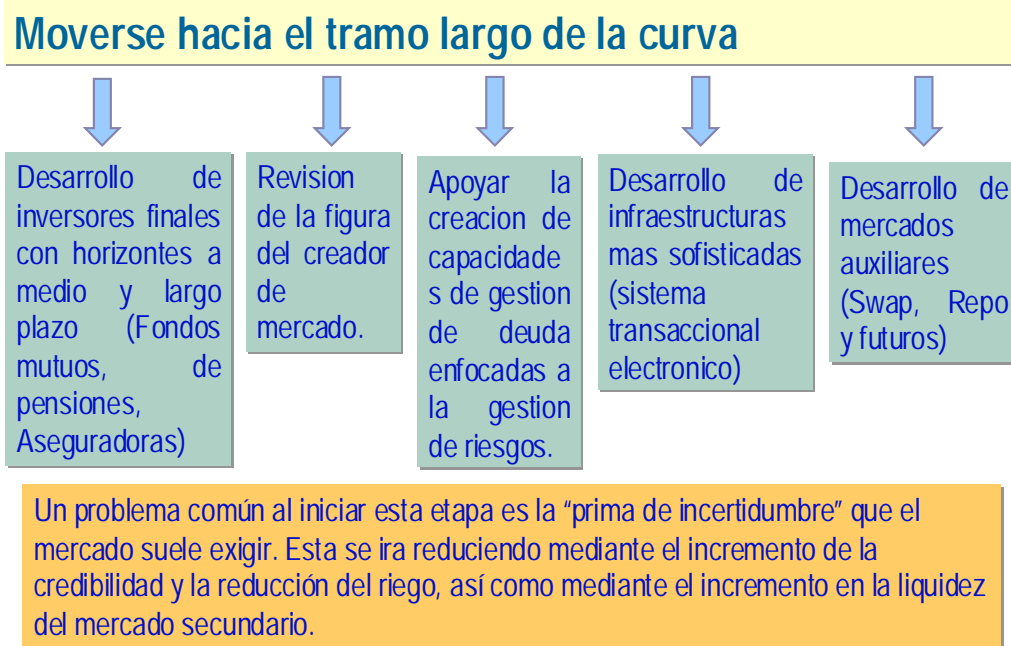 Moverse hacia el tramo largo de la curva
Desarrollo de
inversores finales
con horizontes a
medio y largo
plazo (Fondos
mutuos, de
pensiones,
Aseguradoras)
Revision
de la figura
del creador
de
mercado.
Apoyar la
creacion de
capacidade
s de gestion
de deuda
enfocadas a
la gestion
de riesgos.
Desarrollo de
infraestructuras
mas sofisticadas
(sistema
transaccional
electronico)
Desarrollo de
mercados
auxiliares
(Swap, Repo
y futuros)
Un problema común al iniciar esta etapa es la “prima de incertidumbre” que el
mercado suele exigir. Esta se ira reduciendo mediante el incremento de la
credibilidad y la reducción del riego, así como mediante el incremento en la liquidez
del mercado secundario.